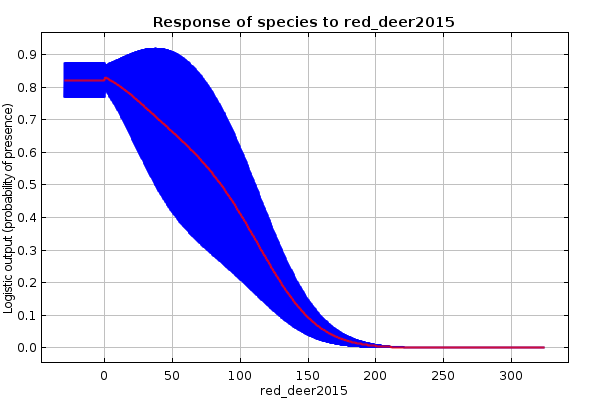 Response of species to red_deer2015
Logistic output (probability of presence)
0.9
0.8
0.7
0.6
0.5
0.4
0.3
0.2
0.1
0.0
0 50 100 150 200 250 300
red_deer2015